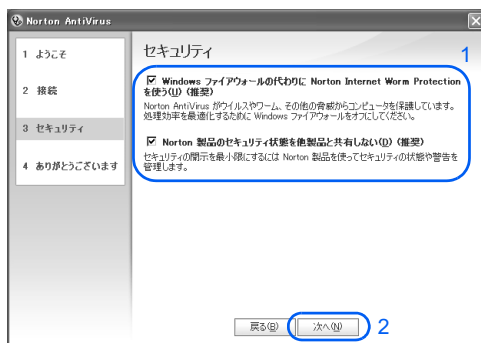 Norton AntiVirus
1 ようこそ
2 接続
3 セキュリティ
4 ありがとうございます
セキュリティ
1
Windows ファイアウォールの代わりに Norton Internet Worm Protection
を使う(U) (推奨)
Norton AntiVirus がウイルスやワーム、その他の脅威からコンピュータを保護しています。
処理効率を最適化するために Windows ファイアウォールをオフにしてください。
Norton 製品のセキュリティ状態を他製品と共有しない(D) (推奨)
セキュリティの開示を最小限にするには Norton 製品を使ってセキュリティの状態や警告を
管理します。
戻る(B)
次へ(N)
2